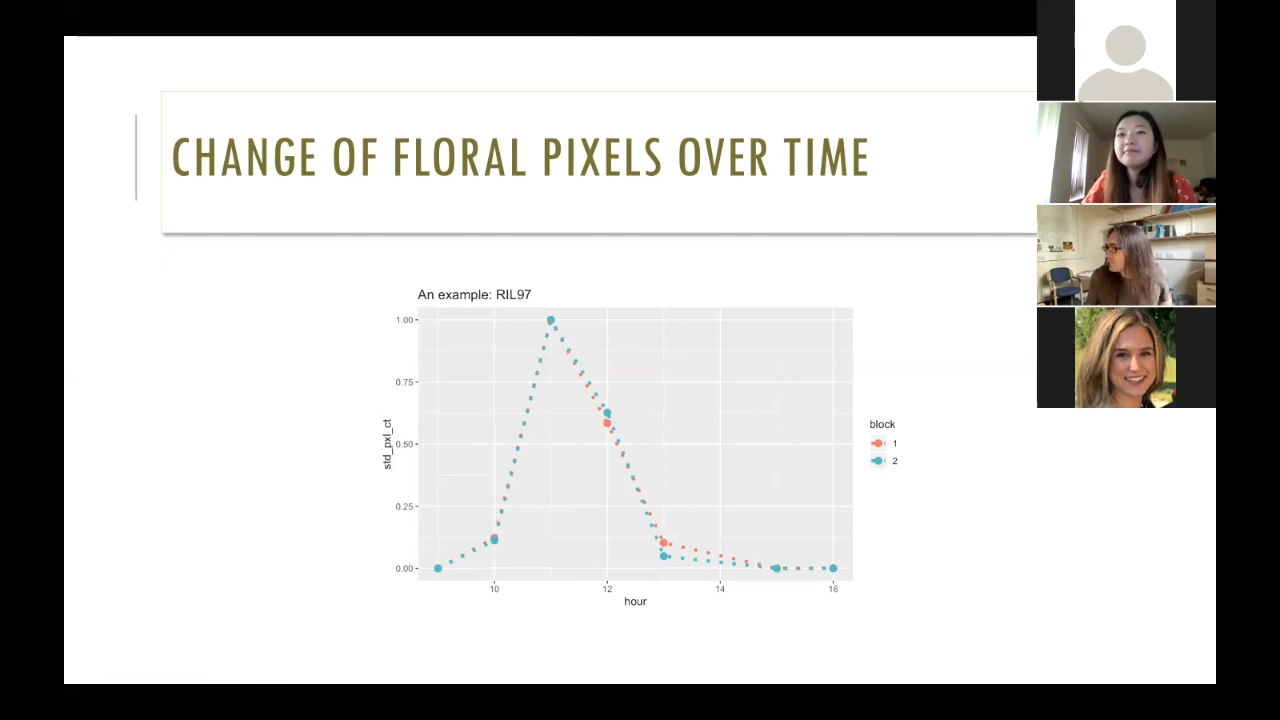 CHANGE OF FLORAL PIXELS OVER TIME
An example: RIL97
1.00
0.75
0.50
0.25
0.00
std_pxl_ct
10 12 14 16
hour
block
1
2